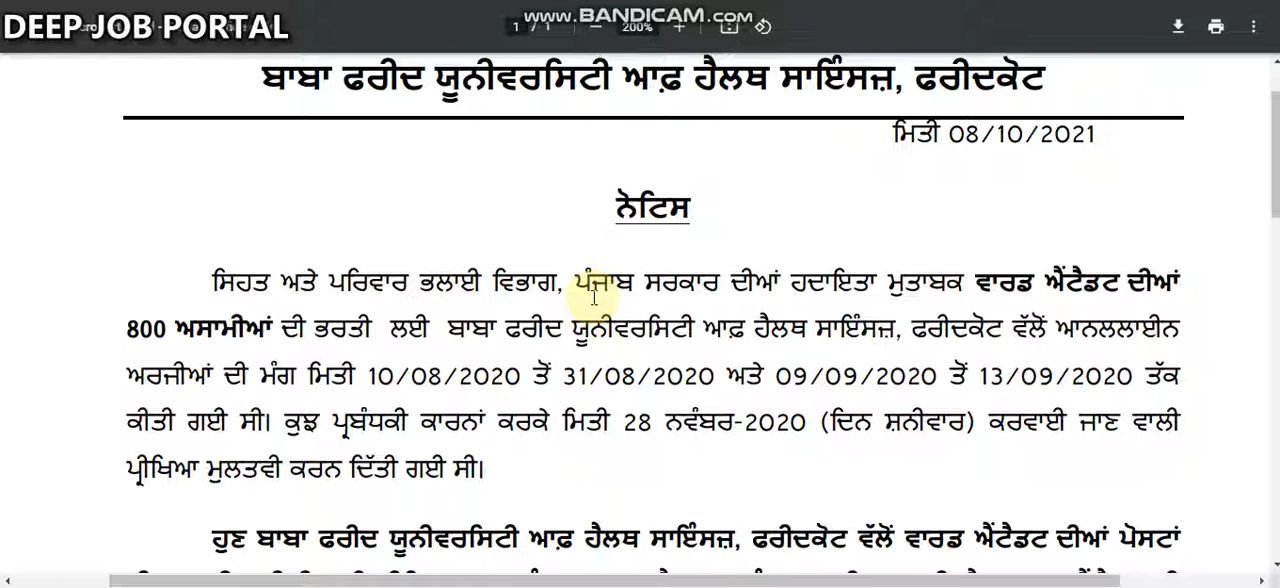 WWW.BANDICAM.COM
DEEP JOB PORTAL
1 / 1 200%
ਬਾਬਾ ਫਰੀਦ ਯੂਨੀਵਰਸਿਟੀ ਆਫ਼ ਹੈਲਥ ਸਾਇੰਸਜ਼, ਫਰੀਦਕੋਟ
ਮਿਤੀ 08/10/2021
ਨੋਟਿਸ
ਸਿਹਤ ਅਤੇ ਪਰਿਵਾਰ ਭਲਾਈ ਵਿਭਾਗ, ਪੰਜਾਬ ਸਰਕਾਰ ਦੀਆਂ ਹਦਾਇਤਾ ਮੁਤਾਬਕ ਵਾਰਡ ਐਂਟੈਡਟ ਦੀਆਂ
800 ਅਸਾਮੀਆਂ ਦੀ ਭਰਤੀ ਲਈ ਬਾਬਾ ਫਰੀਦ ਯੂਨੀਵਰਸਿਟੀ ਆਫ਼ ਹੈਲਥ ਸਾਇੰਸਜ਼, ਫਰੀਦਕੋਟ ਵੱਲੋਂ ਆਨਲਲਾਈਨ
ਅਰਜੀਆਂ ਦੀ ਮੰਗ ਮਿਤੀ 10/08/2020 ਤੋਂ 31/08/2020 ਅਤੇ 09/09/2020 ਤੋਂ 13/09/2020 ਤੱਕ
ਕੀਤੀ ਗਈ ਸੀ। ਕੁਝ ਪ੍ਰਬੰਧਕੀ ਕਾਰਨਾਂ ਕਰਕੇ ਮਿਤੀ 28 ਨਵੰਬਰ-2020 (ਦਿਨ ਸ਼ਨੀਵਾਰ) ਕਰਵਾਈ ਜਾਣ ਵਾਲੀ
ਪ੍ਰੀਖਿਆ ਮੁਲਤਵੀ ਕਰਨ ਦਿੱਤੀ ਗਈ ਸੀ।
ਹੁਣ ਬਾਬਾ ਫਰੀਦ ਯੂਨੀਵਰਸਿਟੀ ਆਫ਼ ਹੈਲਥ ਸਾਇੰਸਜ਼, ਫਰੀਦਕੋਟ ਵੱਲੋਂ ਵਾਰਡ ਐਂਟੈਡਟ ਦੀਆਂ ਪੋਸਟਾਂ